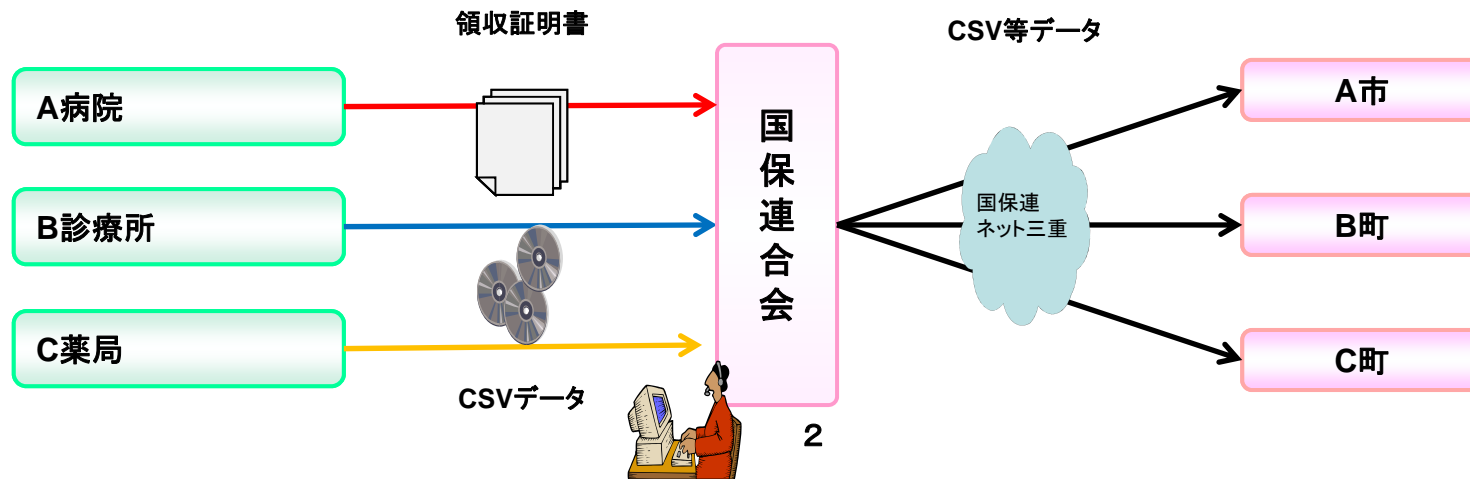 領収証明書
CSV等データ
A病院
B診療所
C薬局
国保連合会
国保連
ネット三重
A市
B町
C町
CSVデータ
２